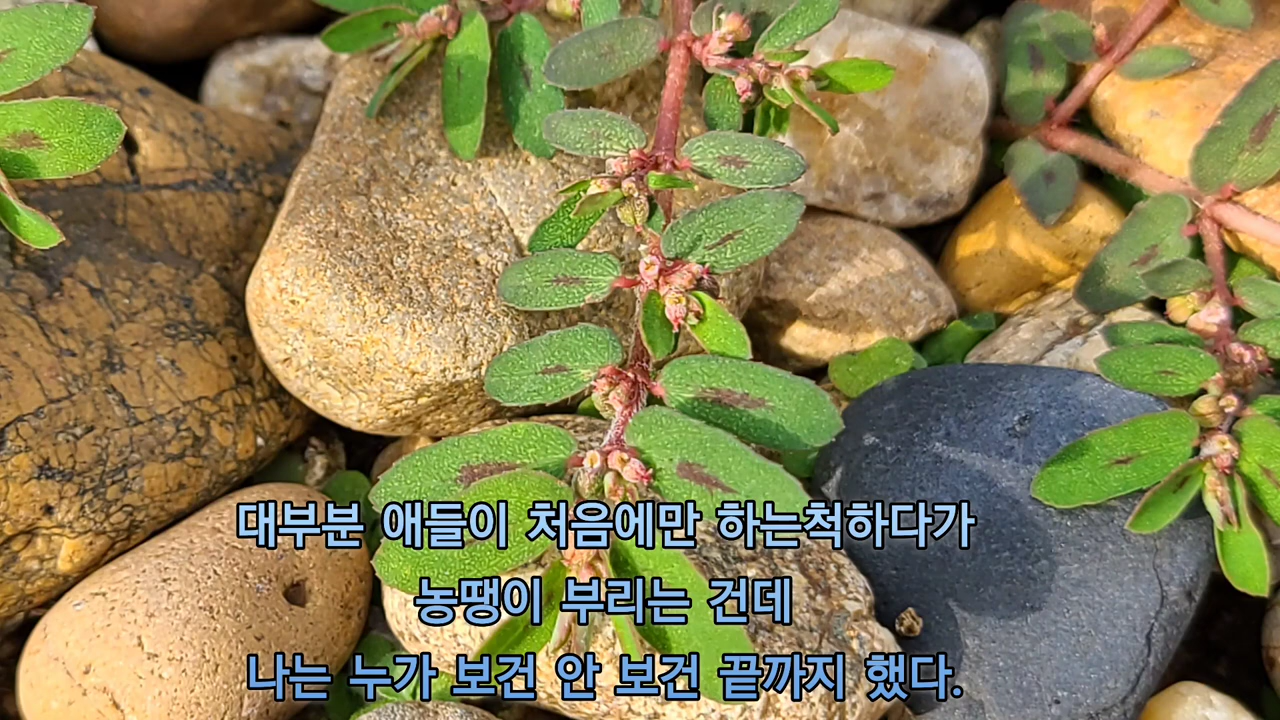 대부분 애들이 처음에만 하는척하다가
농땡이 부리는 건데
나는 누가 보건 안 보건 끝까지 했다.